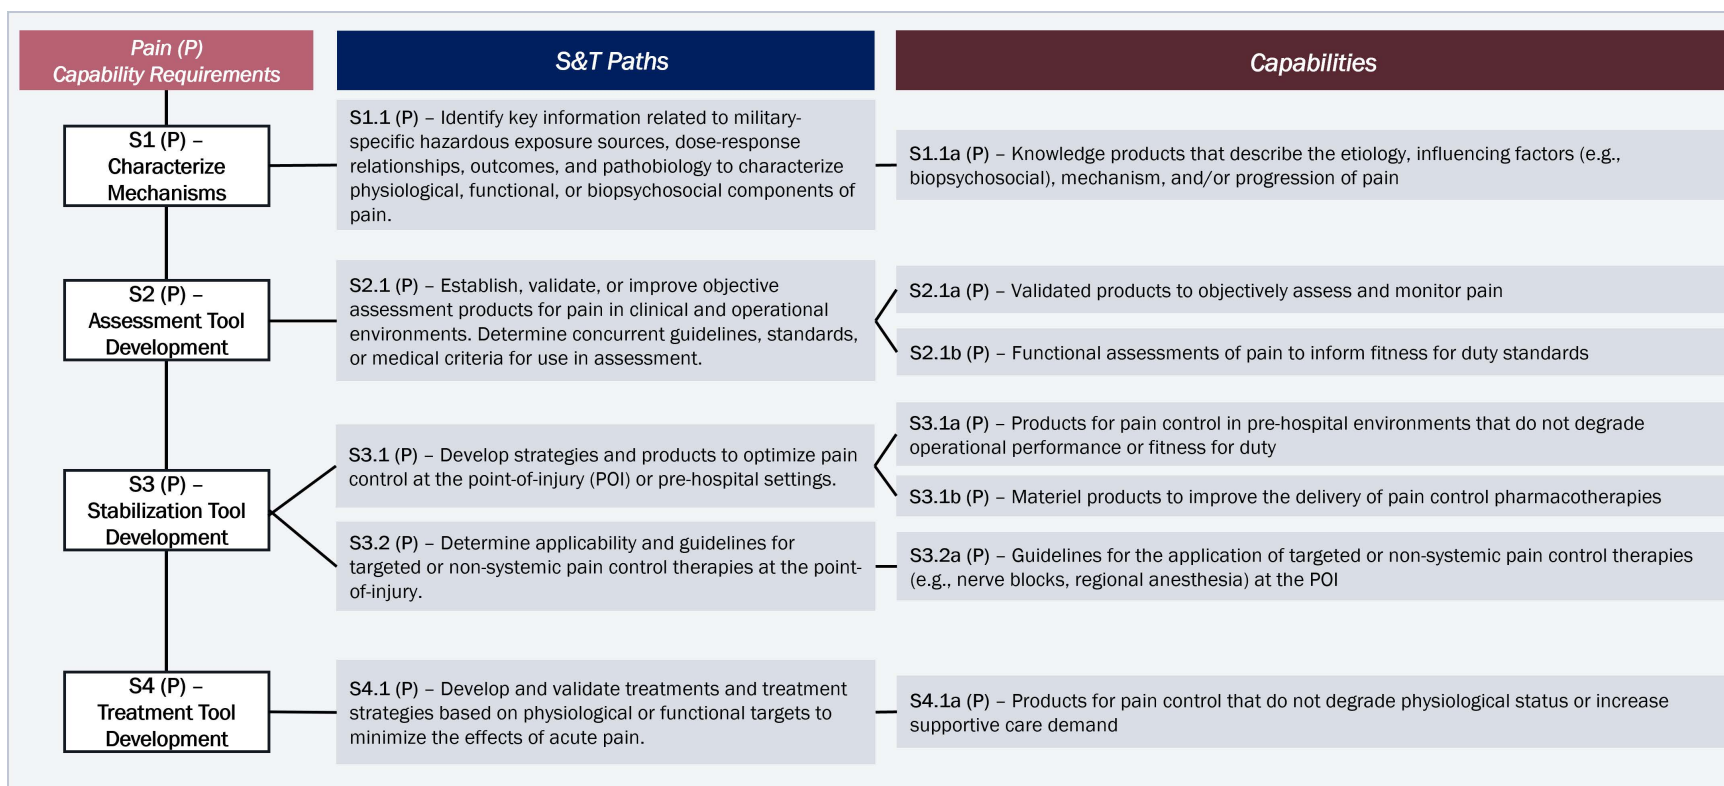 Pain (P)
Capability Requirements
S&T Paths
Capabilities
S1 (P) –
Characterize
Mechanisms
S1.1 (P) – Identify key information related to military-
specific hazardous exposure sources, dose-response
relationships, outcomes, and pathobiology to characterize
physiological, functional, or biopsychosocial components of
pain.
S1.1a (P) – Knowledge products that describe the etiology, influencing factors (e.g.,
biopsychosocial), mechanism, and/or progression of pain
S2 (P) –
Assessment Tool
Development
S2.1 (P) – Establish, validate, or improve objective
assessment products for pain in clinical and operational
environments. Determine concurrent guidelines, standards,
or medical criteria for use in assessment.
S2.1a (P) – Validated products to objectively assess and monitor pain
S2.1b (P) – Functional assessments of pain to inform fitness for duty standards
S3 (P) –
Stabilization Tool
Development
S3.1 (P) – Develop strategies and products to optimize pain
control at the point-of-injury (POI) or pre-hospital settings.
S3.1a (P) – Products for pain control in pre-hospital environments that do not degrade
operational performance or fitness for duty
S3.1b (P) – Materiel products to improve the delivery of pain control pharmacotherapies
S3.2 (P) – Determine applicability and guidelines for
targeted or non-systemic pain control therapies at the point-
of-injury.
S3.2a (P) – Guidelines for the application of targeted or non-systemic pain control therapies
(e.g., nerve blocks, regional anesthesia) at the POI
S4 (P) –
Treatment Tool
Development
S4.1 (P) – Develop and validate treatments and treatment
strategies based on physiological or functional targets to
minimize the effects of acute pain.
S4.1a (P) – Products for pain control that do not degrade physiological status or increase
supportive care demand